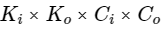 K_i × K_o × C_i × C_o